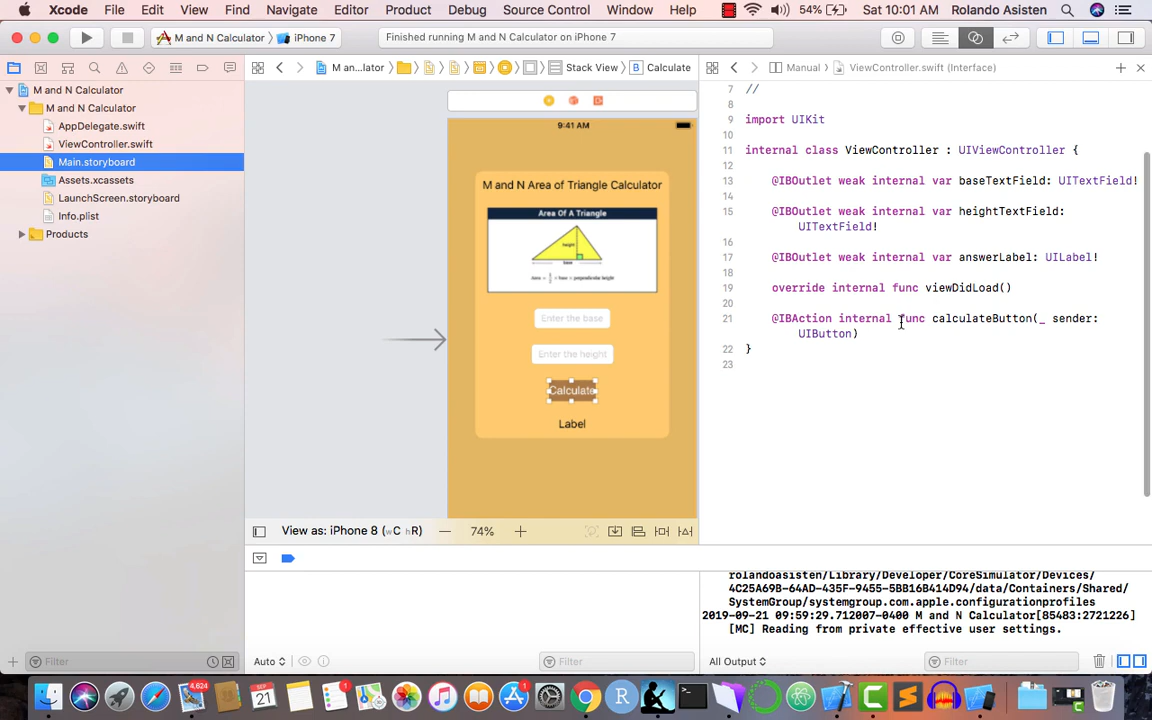 Xcode File Edit View Find Navigate Editor Product Debug Source Control Window Help 54% Sat 10:01 AM Rolando Asisten
M and N Calculator iPhone 7 Finished running M and N Calculator on iPhone 7
M an...lator Stack View B Calculate Manual ViewController.swift (Interface)
M and N Calculator
M and N Calculator
AppDelegate.swift
ViewController.swift
Main.storyboard
Assets.xcassets
LaunchScreen.storyboard
Info.plist
Products
9:41 AM
M and N Area of Triangle Calculator
Area Of A Triangle
height
base
Enter the base
Enter the height
Calculate
Label
View as: iPhone 8 (wC hR) 74%
7 //
8
9 import UIKit
10
11 internal class ViewController : UIViewController {
12
13 @IBOutlet weak internal var baseTextField: UITextField!
14
15 @IBOutlet weak internal var heightTextField:
UITextField!
16
17 @IBOutlet weak internal var answerLabel: UILabel!
18
19 override internal func viewDidLoad()
20
21 @IBAction internal func calculateButton(_ sender:
UIButton)
22 }
23
rolandoasisten/Library/Developer/CoreSimulator/Devices/
4C25A69B-64AD-435F-9455-5BB16B414D94/data/Containers/Shared/
SystemGroup/systemgroup.com.apple.configurationprofiles
2019-09-21 09:59:29.712007-0400 M and N Calculator[85483:2721226]
[MC] Reading from private effective user settings.
Filter Auto Filter All Output Filter
4,624
SEP
21
1
1
R